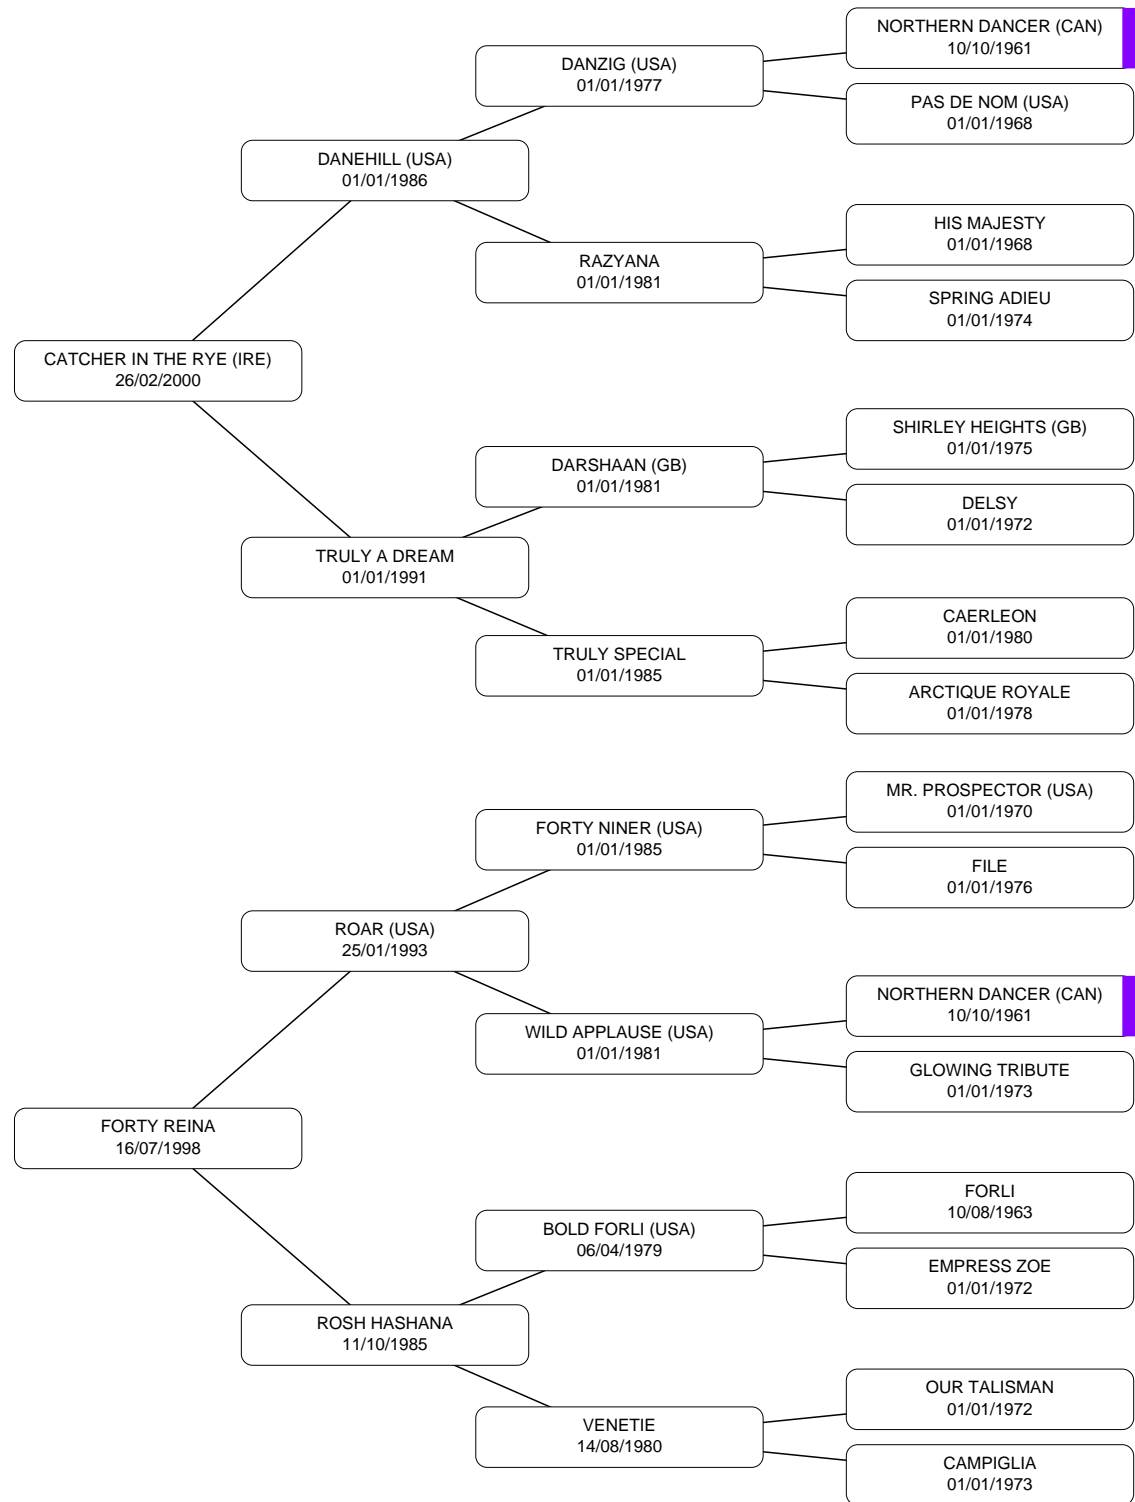 NORTHERN DANCER (CAN)
10/10/1961
DANZIG (USA)
01/01/1977
PAS DE NOM (USA)
01/01/1968
DANEHILL (USA)
01/01/1986
HIS MAJESTY
01/01/1968
RAZYANA
01/01/1981
SPRING ADIEU
01/01/1974
CATCHER IN THE RYE (IRE)
26/02/2000
SHIRLEY HEIGHTS (GB)
01/01/1975
DARSHAAN (GB)
01/01/1981
DELSY
01/01/1972
TRULY A DREAM
01/01/1991
CAERLEON
01/01/1980
TRULY SPECIAL
01/01/1985
ARCTIQUE ROYALE
01/01/1978
MR. PROSPECTOR (USA)
01/01/1970
FORTY NINER (USA)
01/01/1985
FILE
01/01/1976
ROAR (USA)
25/01/1993
NORTHERN DANCER (CAN)
10/10/1961
WILD APPLAUSE (USA)
01/01/1981
GLOWING TRIBUTE
01/01/1973
FORTY REINA
16/07/1998
FORLI
10/08/1963
BOLD FORLI (USA)
06/04/1979
EMPRESS ZOE
01/01/1972
ROSH HASHANA
11/10/1985
OUR TALISMAN
01/01/1972
VENETIE
14/08/1980
CAMPIGLIA
01/01/1973